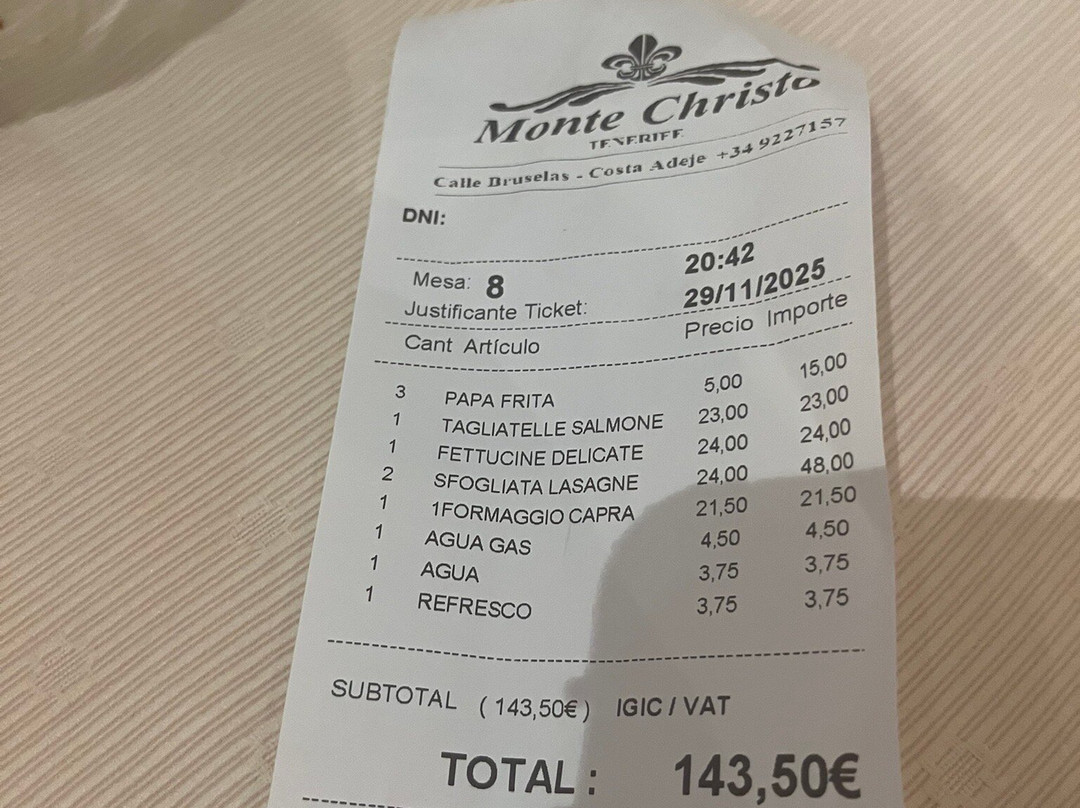 Monte Christo
TENERIFE
Calle Bruselas - Costa Adeje +34 9227157
DNI:
Mesa: 8 20:42
Justificante Ticket: 29/11/2025
Cant Artículo Precio Importe
3 PAPA FRITA 5,00 15,00
1 TAGLIATELLE SALMONE 23,00 23,00
1 FETTUCINE DELICATE 24,00 24,00
2 SFOGLIATA LASAGNE 24,00 48,00
1 1FORMAGGIO CAPRA 21,50 21,50
1 AGUA GAS 4,50 4,50
1 AGUA 3,75 3,75
1 REFRESCO 3,75 3,75
SUBTOTAL ( 143,50€ ) IGIC / VAT
TOTAL : 143,50€